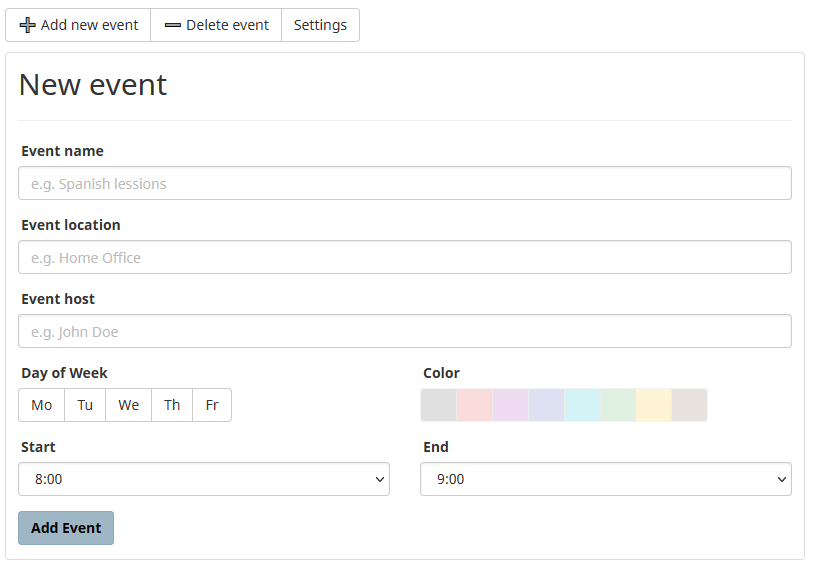 Add new event Delete event Settings
New event
Event name
e.g. Spanish lessions
Event location
e.g. Home Office
Event host
e.g. John Doe
Day of Week Color
Mo Tu We Th Fr
Start End
8:00 9:00
Add Event